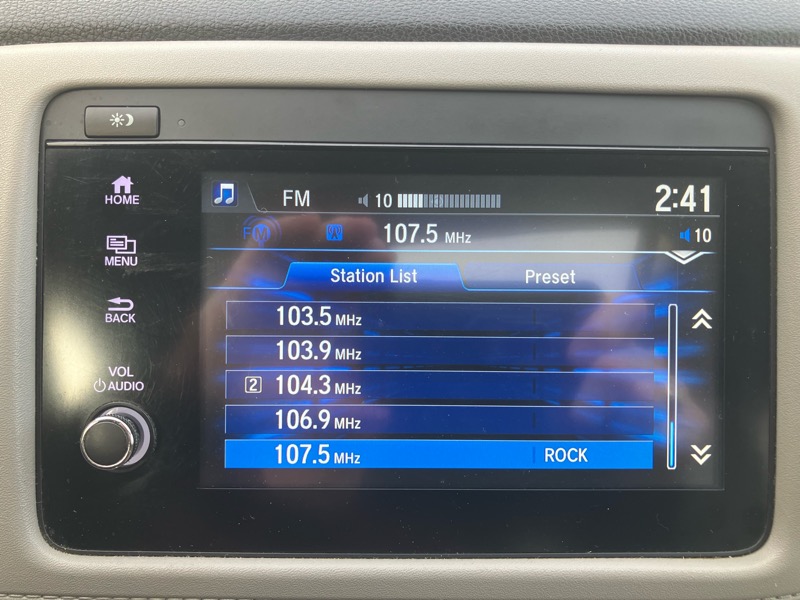 HOME
MENU
BACK
VOL
AUDIO
FM 10 2:41
FM 107.5 MHz 10
Station List Preset
103.5 MHz
103.9 MHz
2 104.3 MHz
106.9 MHz
107.5 MHz ROCK